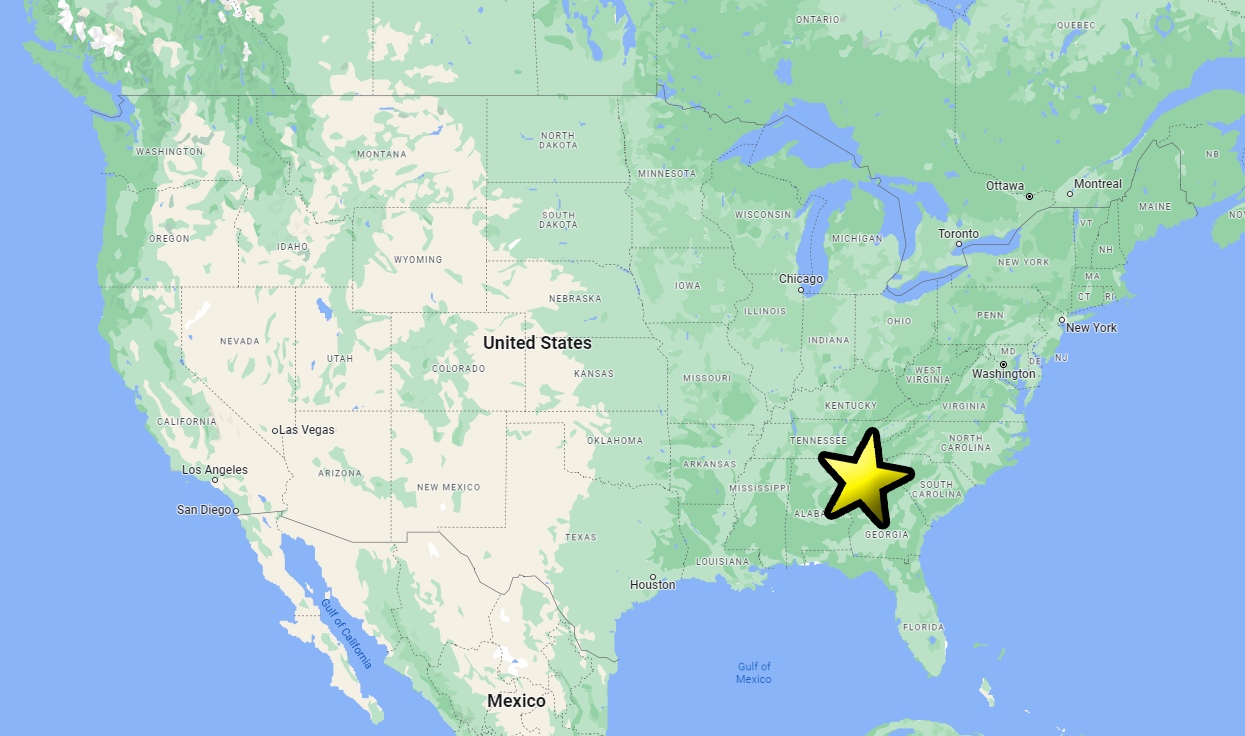 ONTARIO
QUEBEC
WASHINGTON
MONTANA
NORTH
DAKOTA
MINNESOTA
NB
Ottawa
Montreal
MAINE
NO
SOUTH
DAKOTA
WISCONSIN
MICHIGAN
VT
OREGON
IDAHO
WYOMING
Toronto
NH
NEW YORK
MA
Chicago
IOWA
NEBRASKA
CT
RI
ILLINOIS
OHIO
PENN
New York
NEVADA
UTAH
United States
INDIANA
MD
DE
NJ
COLORADO
KANSAS
MISSOURI
WEST
VIRGINIA
Washington
KENTUCKY
VIRGINIA
CALIFORNIA
Las Vegas
OKLAHOMA
TENNESSEE
NORTH
CAROLINA
Los Angeles
ARIZONA
NEW MEXICO
ARKANSAS
MISSISSIPPI
SOUTH
CAROLINA
San Diego
ALABA
TEXAS
GEORGIA
LOUISIANA
Houston
Gulf of California
FLORIDA
Gulf of
Mexico
Mexico